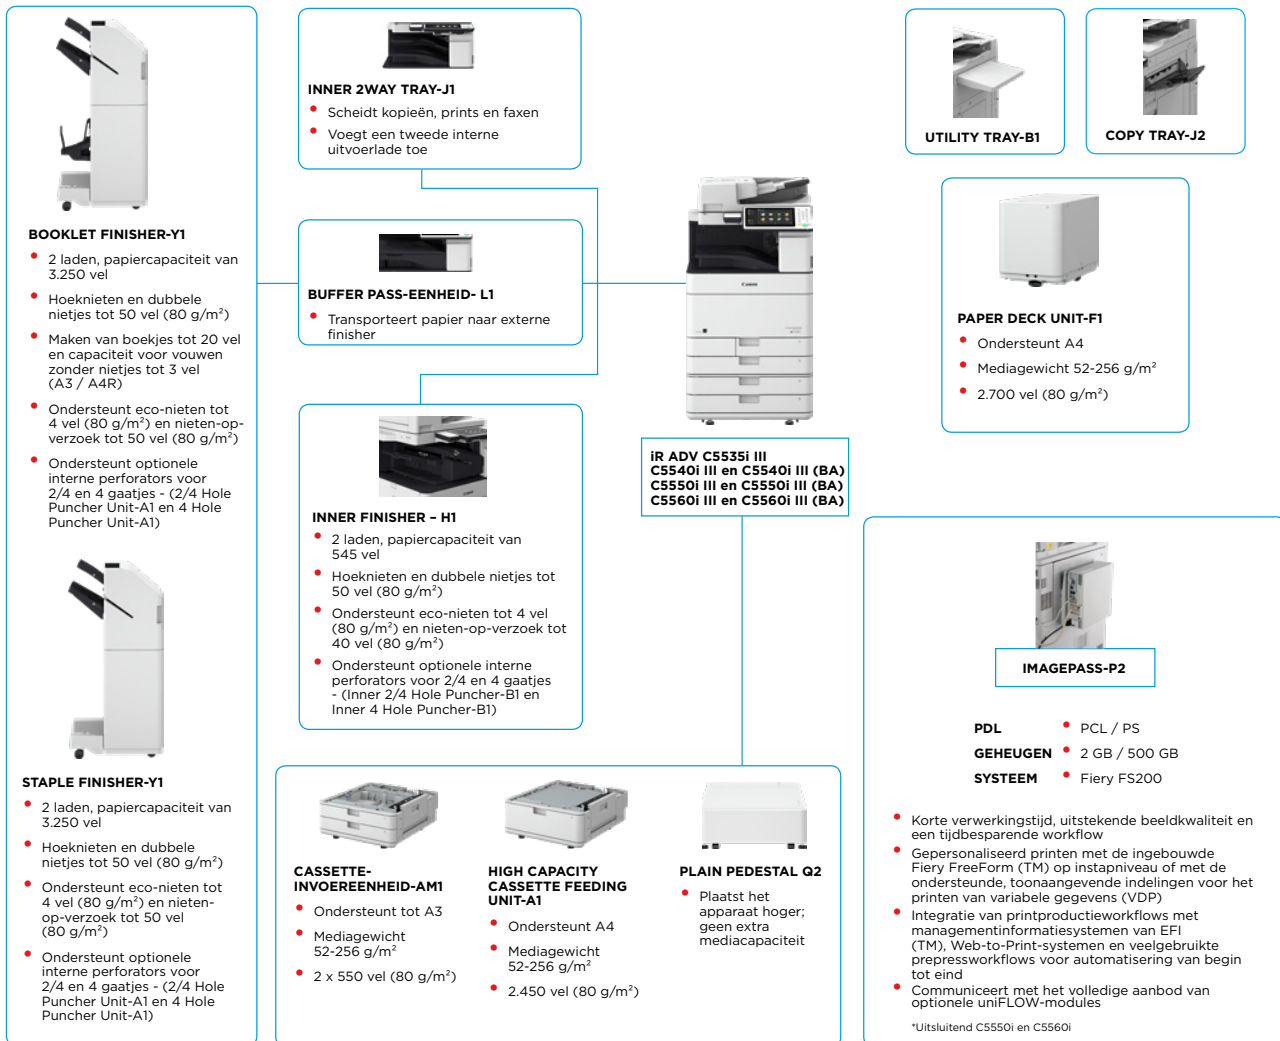 BOOKLET FINISHER-Y1
• 2 laden, papiercapaciteit van
3.250 vel
• Hoeknieten en dubbele
nietjes tot 50 vel (80 g/m²)
• Maken van boekjes tot 20 vel
en capaciteit voor vouwen
zonder nietjes tot 3 vel
(A3 / A4R)
• Ondersteunt eco-nieten tot
4 vel (80 g/m²) en nieten-op-
verzoek tot 50 vel (80 g/m²)
• Ondersteunt optionele
interne perforators voor
2/4 en 4 gaatjes - (2/4 Hole
Puncher Unit-A1 en 4 Hole
Puncher Unit-A1)
STAPLE FINISHER-Y1
• 2 laden, papiercapaciteit van
3.250 vel
• Hoeknieten en dubbele
nietjes tot 50 vel (80 g/m²)
• Ondersteunt eco-nieten tot
4 vel (80 g/m²) en nieten-
op-verzoek tot 50 vel
(80 g/m²)
• Ondersteunt optionele
interne perforators voor
2/4 en 4 gaatjes - (2/4 Hole
Puncher Unit-A1 en 4 Hole
Puncher Unit-A1)
INNER 2WAY TRAY-J1
• Scheidt kopieën, prints en faxen
• Voegt een tweede interne
uitvoerlade toe
BUFFER PASS-EENHEID- L1
• Transporteert papier naar externe
finisher
INNER FINISHER – H1
• 2 laden, papiercapaciteit van
545 vel
• Hoeknieten en dubbele nietjes tot
50 vel (80 g/m²)
• Ondersteunt eco-nieten tot 4 vel
(80 g/m²) en nieten-op-verzoek tot
40 vel (80 g/m²)
• Ondersteunt optionele interne
perforators voor 2/4 en 4 gaatjes
- (Inner 2/4 Hole Puncher-B1 en
Inner 4 Hole Puncher-B1)
Canon
iR ADV C5535i III
C5540i III en C5540i III (BA)
C5550i III en C5550i III (BA)
C5560i III en C5560i III (BA)
CASSETTE-
INVOEREENHEID-AM1
• Ondersteunt tot A3
• Mediagewicht
52-256 g/m²
• 2 x 550 vel (80 g/m²)
HIGH CAPACITY
CASSETTE FEEDING
UNIT-A1
• Ondersteunt A4
• Mediagewicht
52-256 g/m²
• 2.450 vel (80 g/m²)
PLAIN PEDESTAL Q2
• Plaatst het
apparaat hoger;
geen extra
mediacapaciteit
UTILITY TRAY-B1
COPY TRAY-J2
PAPER DECK UNIT-F1
• Ondersteunt A4
• Mediagewicht 52-256 g/m²
• 2.700 vel (80 g/m²)
IMAGEPASS-P2
PDL • PCL / PS
GEHEUGEN • 2 GB / 500 GB
SYSTEEM • Fiery FS200
• Korte verwerkingstijd, uitstekende beeldkwaliteit en
een tijdbesparende workflow
• Gepersonaliseerd printen met de ingebouwde
Fiery FreeForm (TM) op instapniveau of met de
ondersteunde, toonaangevende indelingen voor het
printen van variabele gegevens (VDP)
• Integratie van printproductieworkflows met
managementinformatiesystemen van EFI
(TM), Web-to-Print-systemen en veelgebruikte
prepressworkflows voor automatisering van begin
tot eind
• Communiceert met het volledige aanbod van
optionele uniFLOW-modules
*Uitsluitend C5550i en C5560i